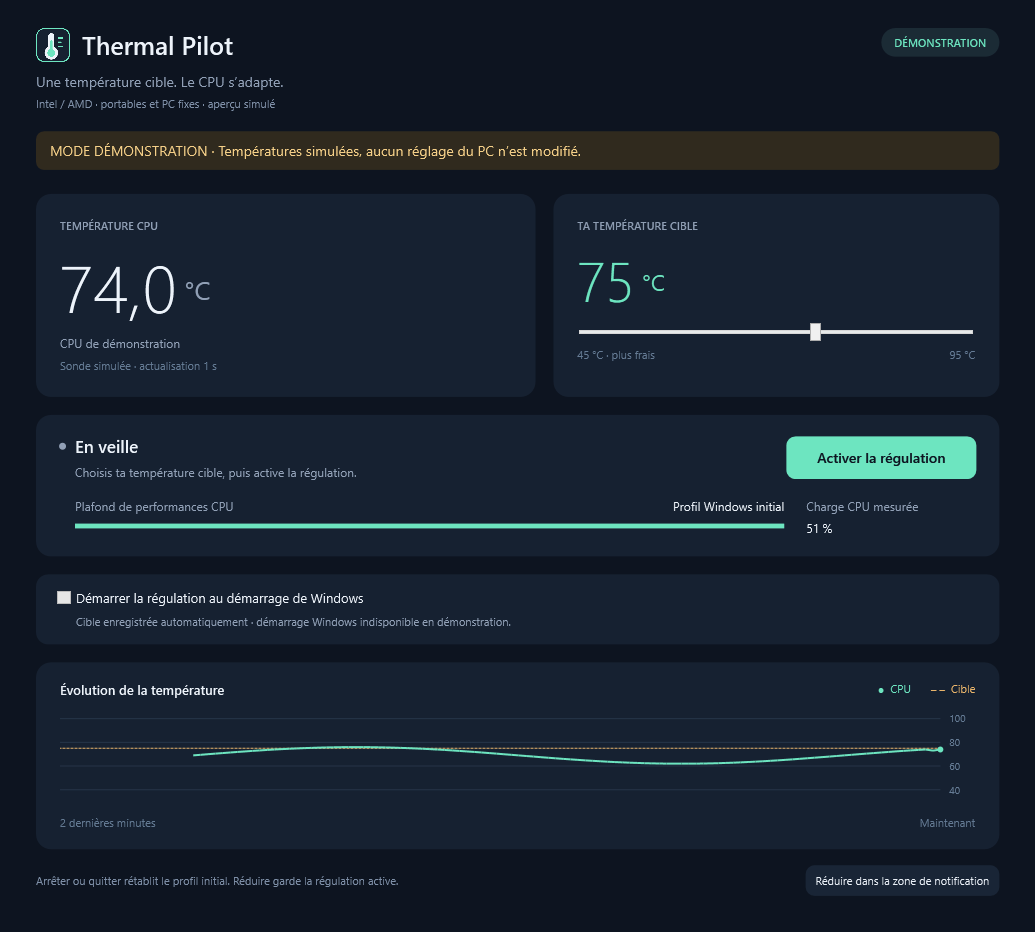 Thermal Pilot
DÉMONSTRATION
Une température cible. Le CPU s’adapte.
Intel / AMD · portables et PC fixes · aperçu simulé
MODE DÉMONSTRATION · Températures simulées, aucun réglage du PC n’est modifié.
TEMPÉRATURE CPU
74,0 °C
CPU de démonstration
Sonde simulée · actualisation 1 s
TA TEMPÉRATURE CIBLE
75 °C
45 °C · plus frais
95 °C
En veille
Choisis ta température cible, puis active la régulation.
Activer la régulation
Plafond de performances CPU
Profil Windows initial
Charge CPU mesurée
51 %
Démarrer la régulation au démarrage de Windows
Cible enregistrée automatiquement · démarrage Windows indisponible en démonstration.
Évolution de la température
CPU
Cible
100
80
60
40
2 dernières minutes
Maintenant
Arrêter ou quitter rétablit le profil initial. Réduire garde la régulation active.
Réduire dans la zone de notification